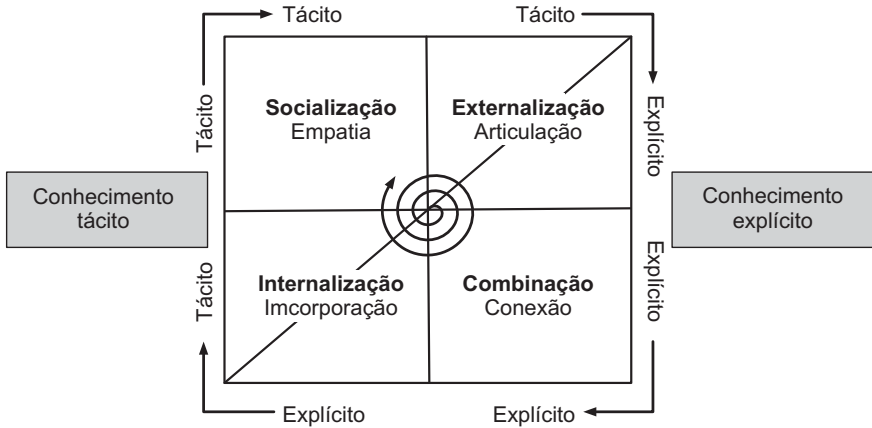 Tácito
Tácito
Tácito
Explícito
Socialização
Empatia
Externalização
Articulação
Conhecimento
tácito
Conhecimento
explícito
Tácito
Explícito
Internalização
Imcorporação
Combinação
Conexão
Explícito
Explícito